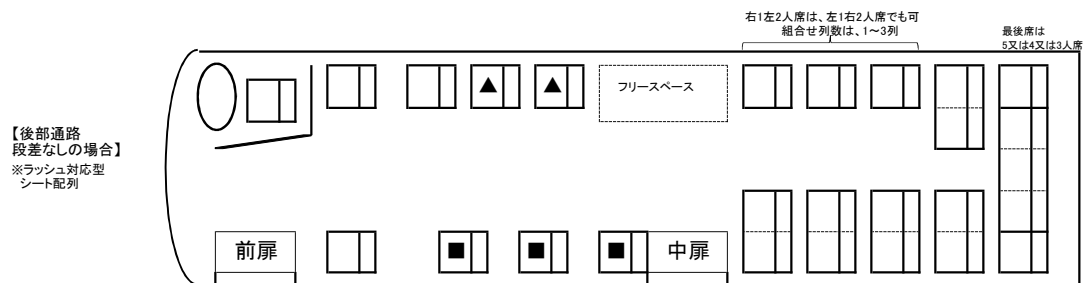 右1左2人席は、左1右2人席でも可
組合せ列数は、1～3列
最後席は
5又は4又は3人席
フリースペース
【後部通路
段差なしの場合】
※ラッシュ対応型
シート配列
前扉
中扉